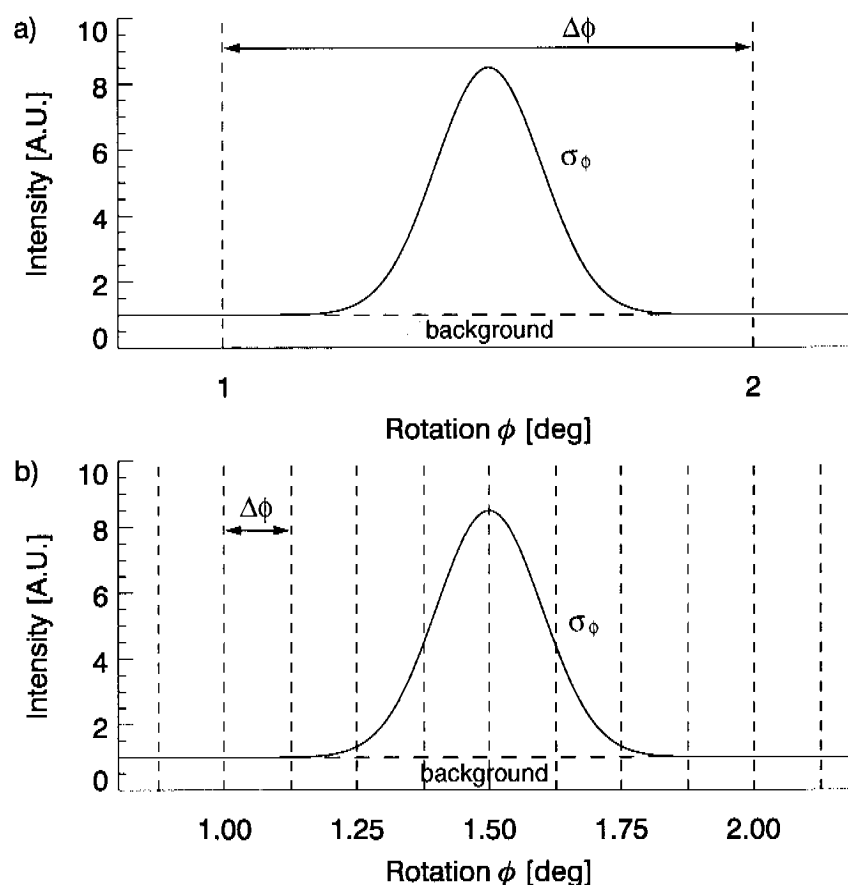 a)
10
8
6
4
2
0
Intensity [A.U.]
Δϕ
σϕ
background
1 2
Rotation ϕ [deg]
b)
10
8
6
4
2
0
Intensity [A.U.]
Δϕ
σϕ
background
1.00 1.25 1.50 1.75 2.00
Rotation ϕ [deg]